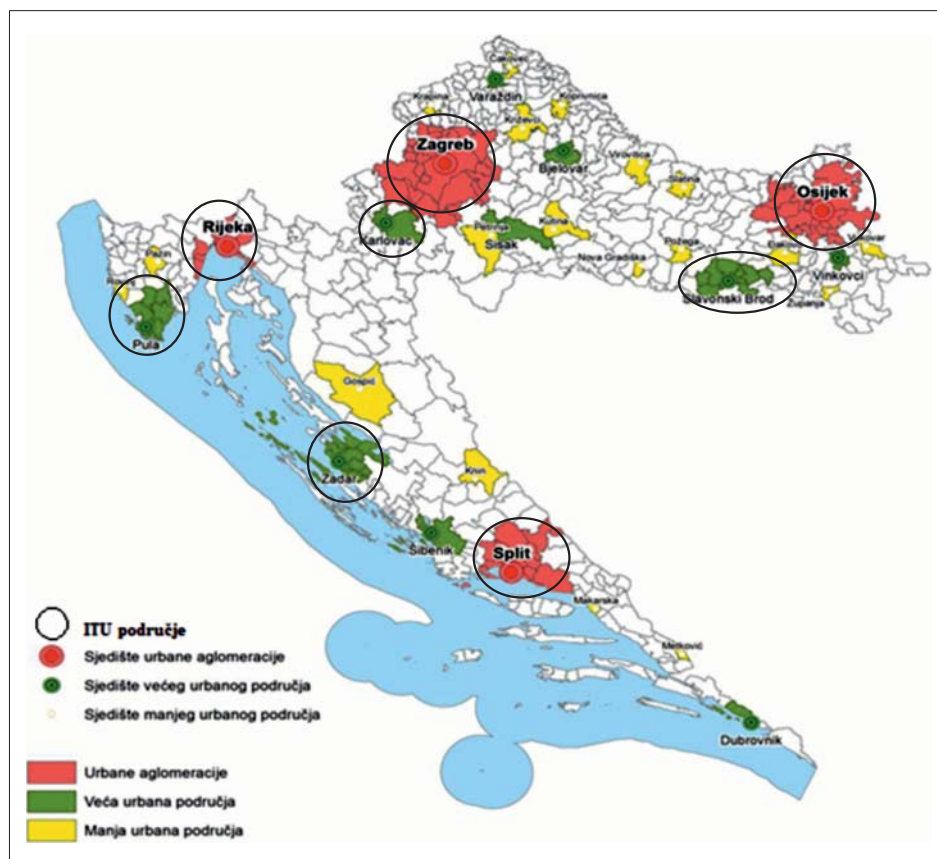 Čakovec
Varaždin
Krapina
Koprivnica
Križevci
Zagreb
Bjelovar
Virovitica
Slatina
Osijek
Rijeka
Karlovac
Petrinja
Kutina
Sisak
Požega
Đakovo
Vukovar
Nova Gradiška
Vinkovci
Pazin
Rovinj
Slavonski Brod
Županja
Pula
Gospić
Zadar
Knin
Šibenik
Split
Makarska
Metković
Dubrovnik
ITU područje
Sjedište urbane aglomeracije
Sjedište većeg urbanog područja
Sjedište manjeg urbanog područja
Urbane aglomeracije
Veća urbana područja
Manja urbana područja